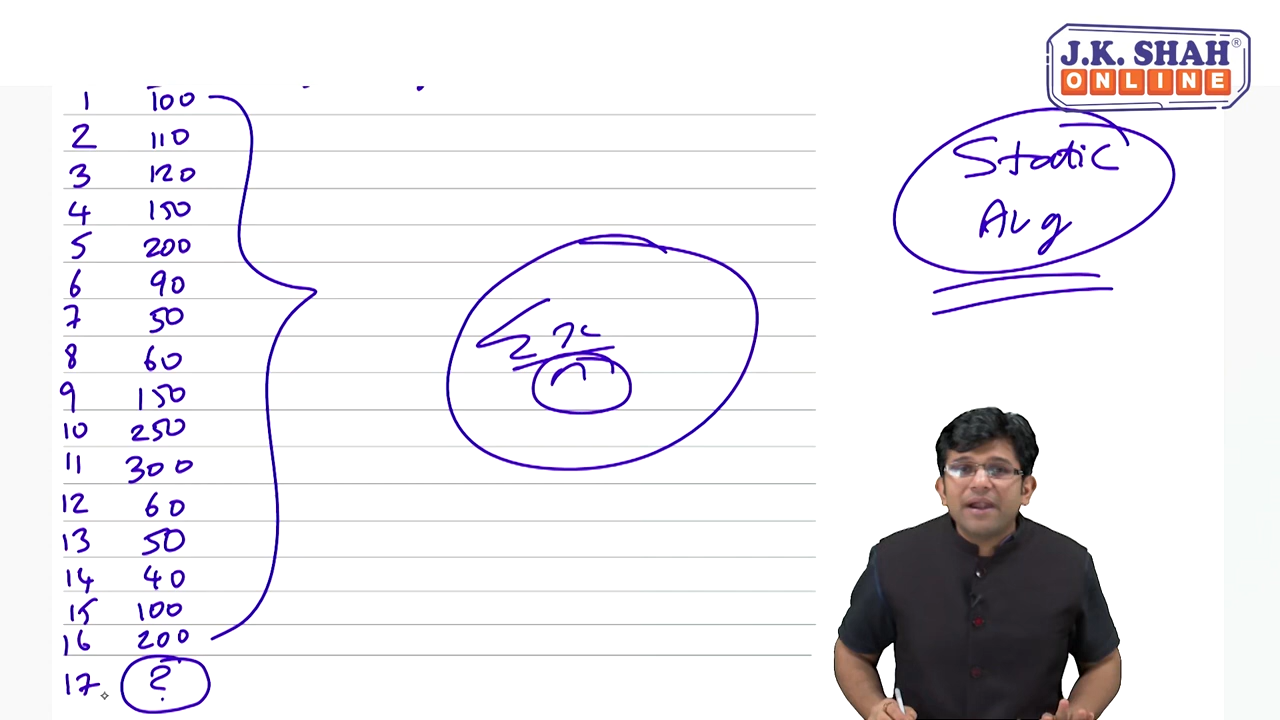 J.K. SHAH®
ONLINE
1 100
2 110
3 120
4 150
5 200
6 90
7 50
8 60
9 150
10 250
11 300
12 60
13 50
14 40
15 100
16 200
17 ?
Σx
n
Static
Avg